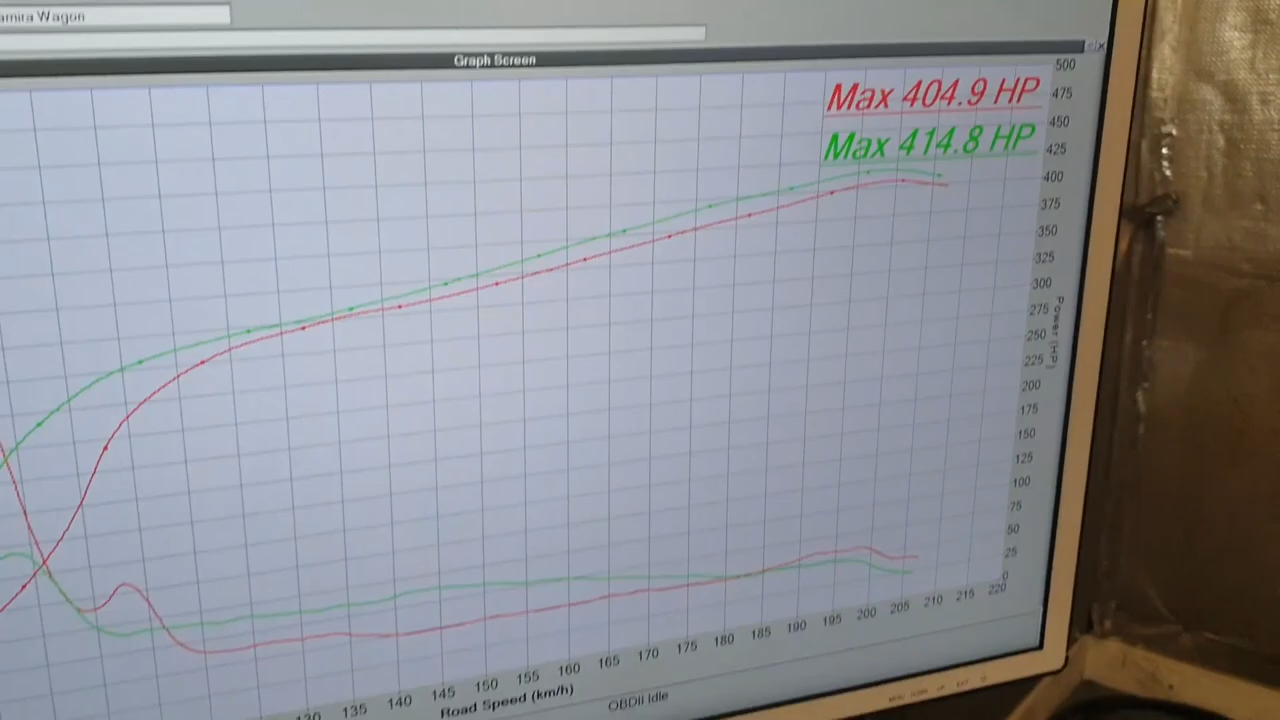 amira Wagon
Graph Screen
Max 404.9 HP
Max 414.8 HP
500
475
450
425
400
375
350
325
300
275
250
225
200
175
150
125
100
75
50
25
0
Power (HP)
130 135 140 145 150 155 160 165 170 175 180 185 190 195 200 205 210 215 220
Road Speed (km/h)
OBDII Idle